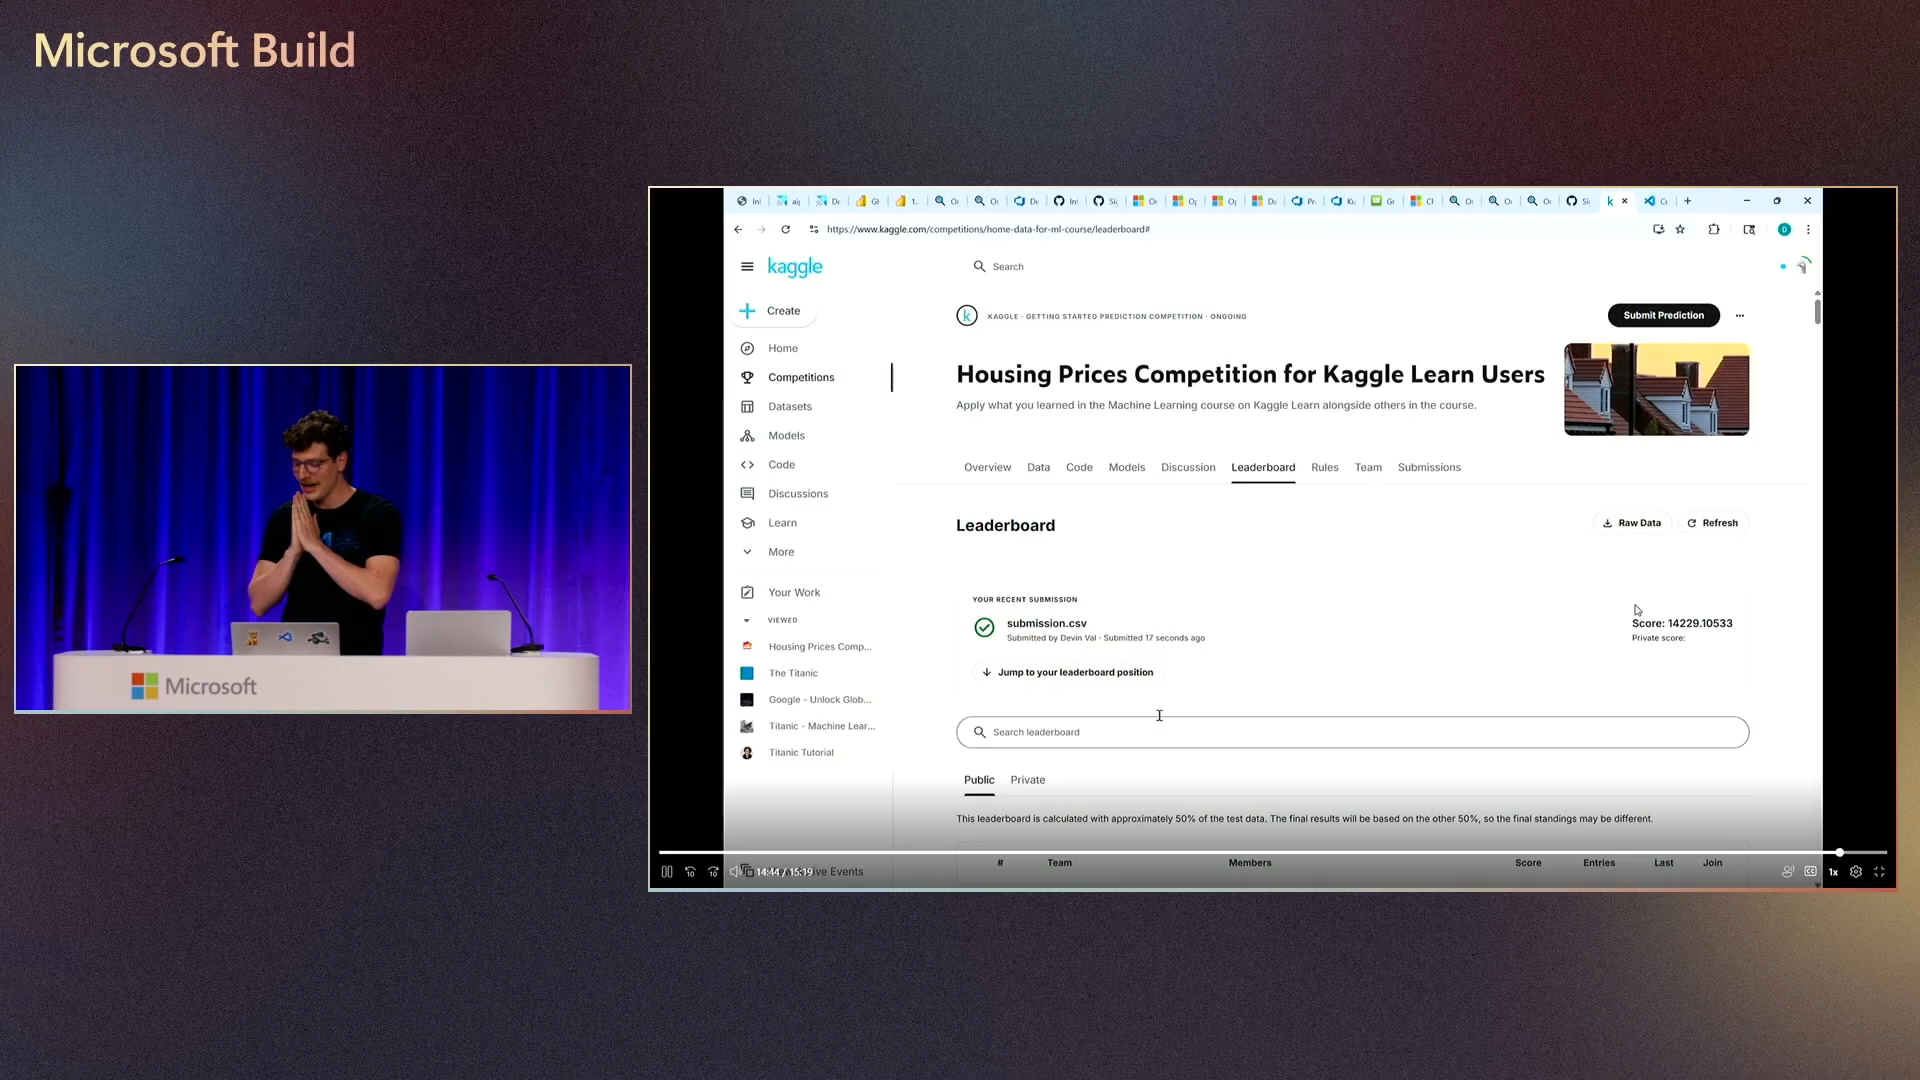 Microsoft Build
Microsoft
https://www.kaggle.com/competitions/home-data-for-ml-course/leaderboard#
kaggle
Search
Create
Home
Competitions
Datasets
Models
Code
Discussions
Learn
More
Your Work
VIEWED
Housing Prices Comp...
The Titanic
Google - Unlock Glob...
Titanic - Machine Lear...
Titanic Tutorial
KAGGLE · GETTING STARTED PREDICTION COMPETITION · ONGOING
Submit Prediction
Housing Prices Competition for Kaggle Learn Users
Apply what you learned in the Machine Learning course on Kaggle Learn alongside others in the course.
Overview Data Code Models Discussion Leaderboard Rules Team Submissions
Leaderboard
Raw Data Refresh
YOUR RECENT SUBMISSION
submission.csv
Score: 14229.10533
Submitted by Devin Val · Submitted 17 seconds ago
Private score:
Jump to your leaderboard position
Search leaderboard
Public Private
This leaderboard is calculated with approximately 50% of the test data. The final results will be based on the other 50%, so the final standings may be different.
# Team Members Score Entries Last Join
14:44 / 15:19
Events
1x